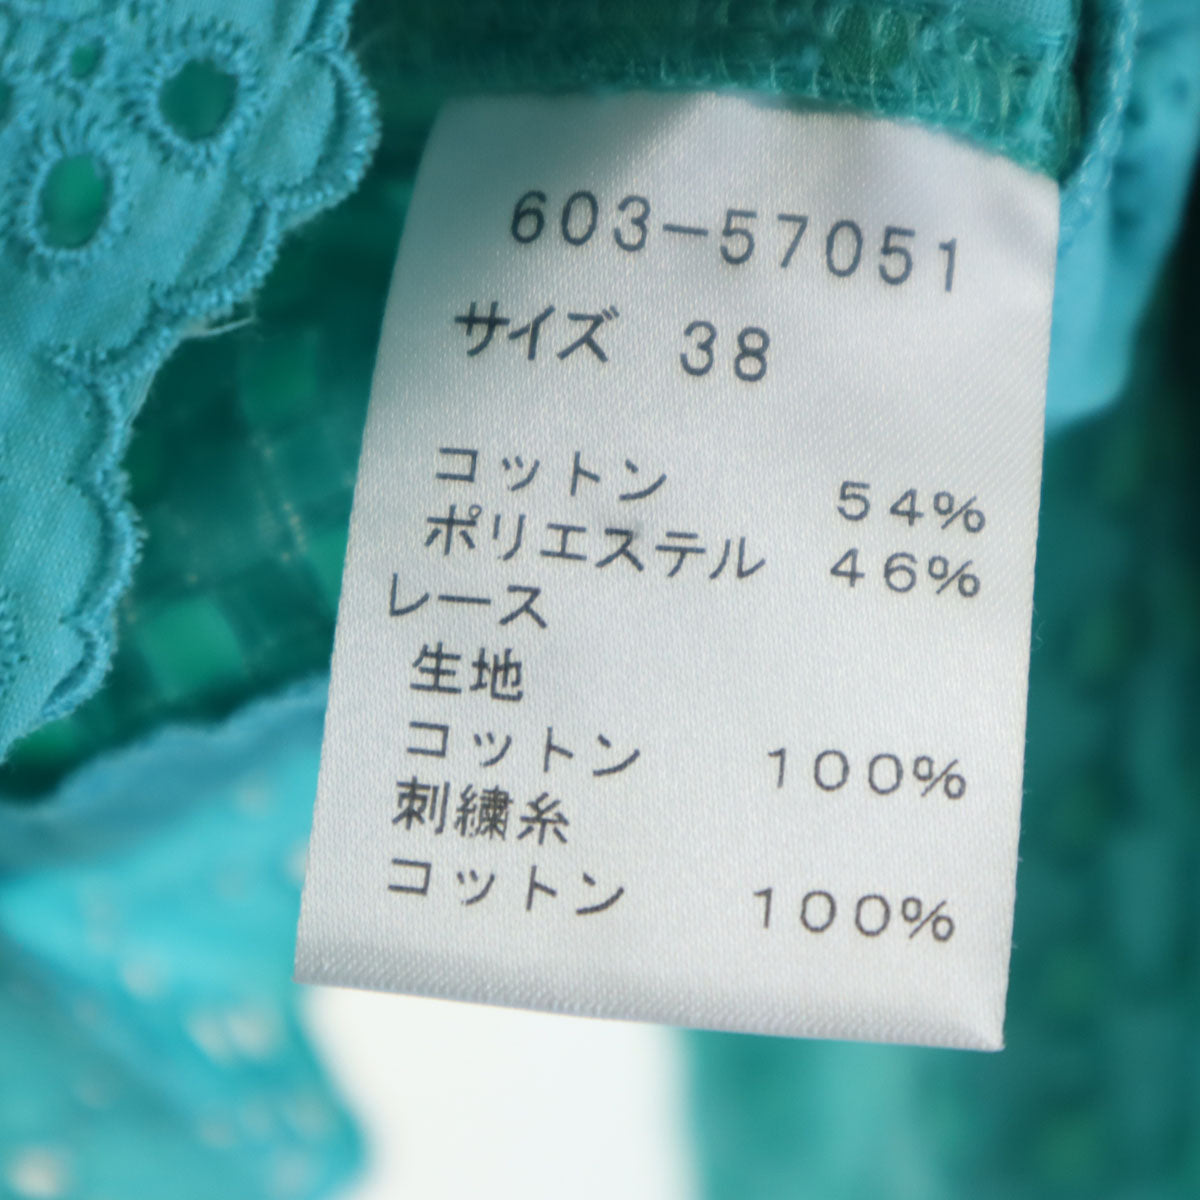 603-57051
サイズ 38
コットン 54%
ポリエステル 46%
レース
生地
コットン 100%
刺繍糸
コットン 100%